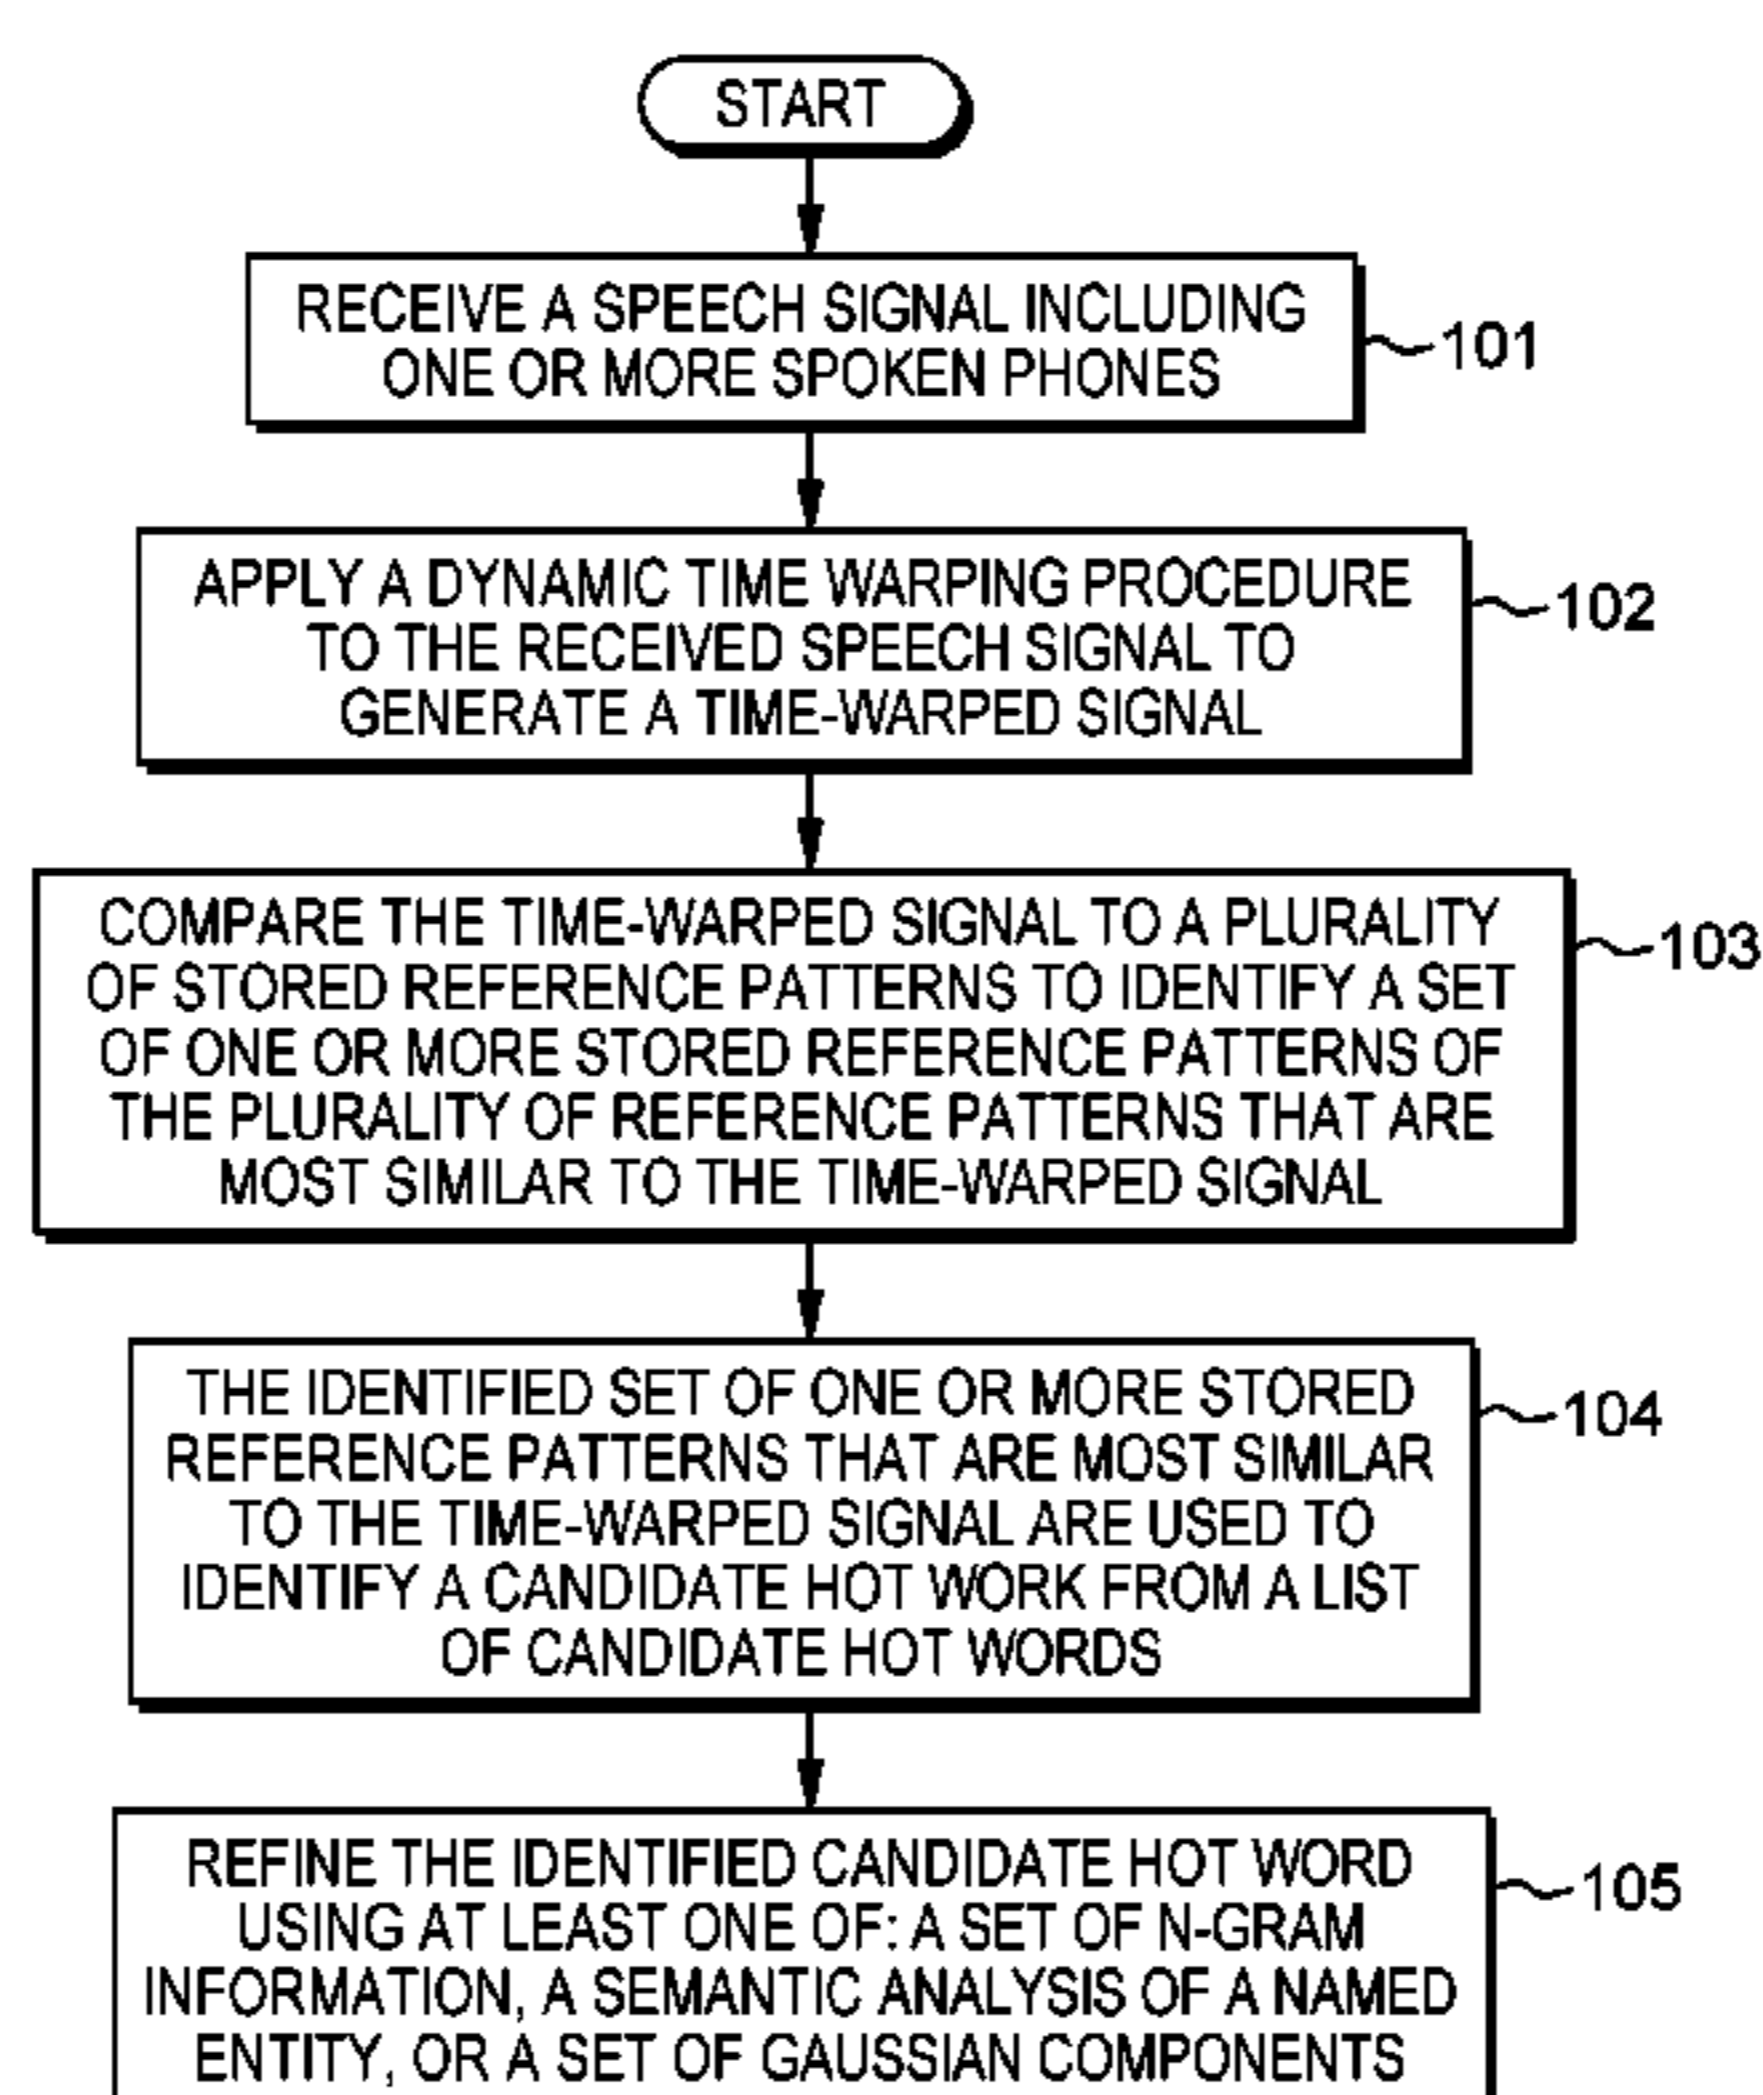 START
RECEIVE A SPEECH SIGNAL INCLUDING
ONE OR MORE SPOKEN PHONES
101
APPLY A DYNAMIC TIME WARPING PROCEDURE
TO THE RECEIVED SPEECH SIGNAL TO
GENERATE A TIME-WARPED SIGNAL
102
COMPARE THE TIME-WARPED SIGNAL TO A PLURALITY
OF STORED REFERENCE PATTERNS TO IDENTIFY A SET
OF ONE OR MORE STORED REFERENCE PATTERNS OF
THE PLURALITY OF REFERENCE PATTERNS THAT ARE
MOST SIMILAR TO THE TIME-WARPED SIGNAL
103
THE IDENTIFIED SET OF ONE OR MORE STORED
REFERENCE PATTERNS THAT ARE MOST SIMILAR
TO THE TIME-WARPED SIGNAL ARE USED TO
IDENTIFY A CANDIDATE HOT WORK FROM A LIST
OF CANDIDATE HOT WORDS
104
REFINE THE IDENTIFIED CANDIDATE HOT WORD
USING AT LEAST ONE OF: A SET OF N-GRAM
INFORMATION, A SEMANTIC ANALYSIS OF A NAMED
ENTITY, OR A SET OF GAUSSIAN COMPONENTS
105